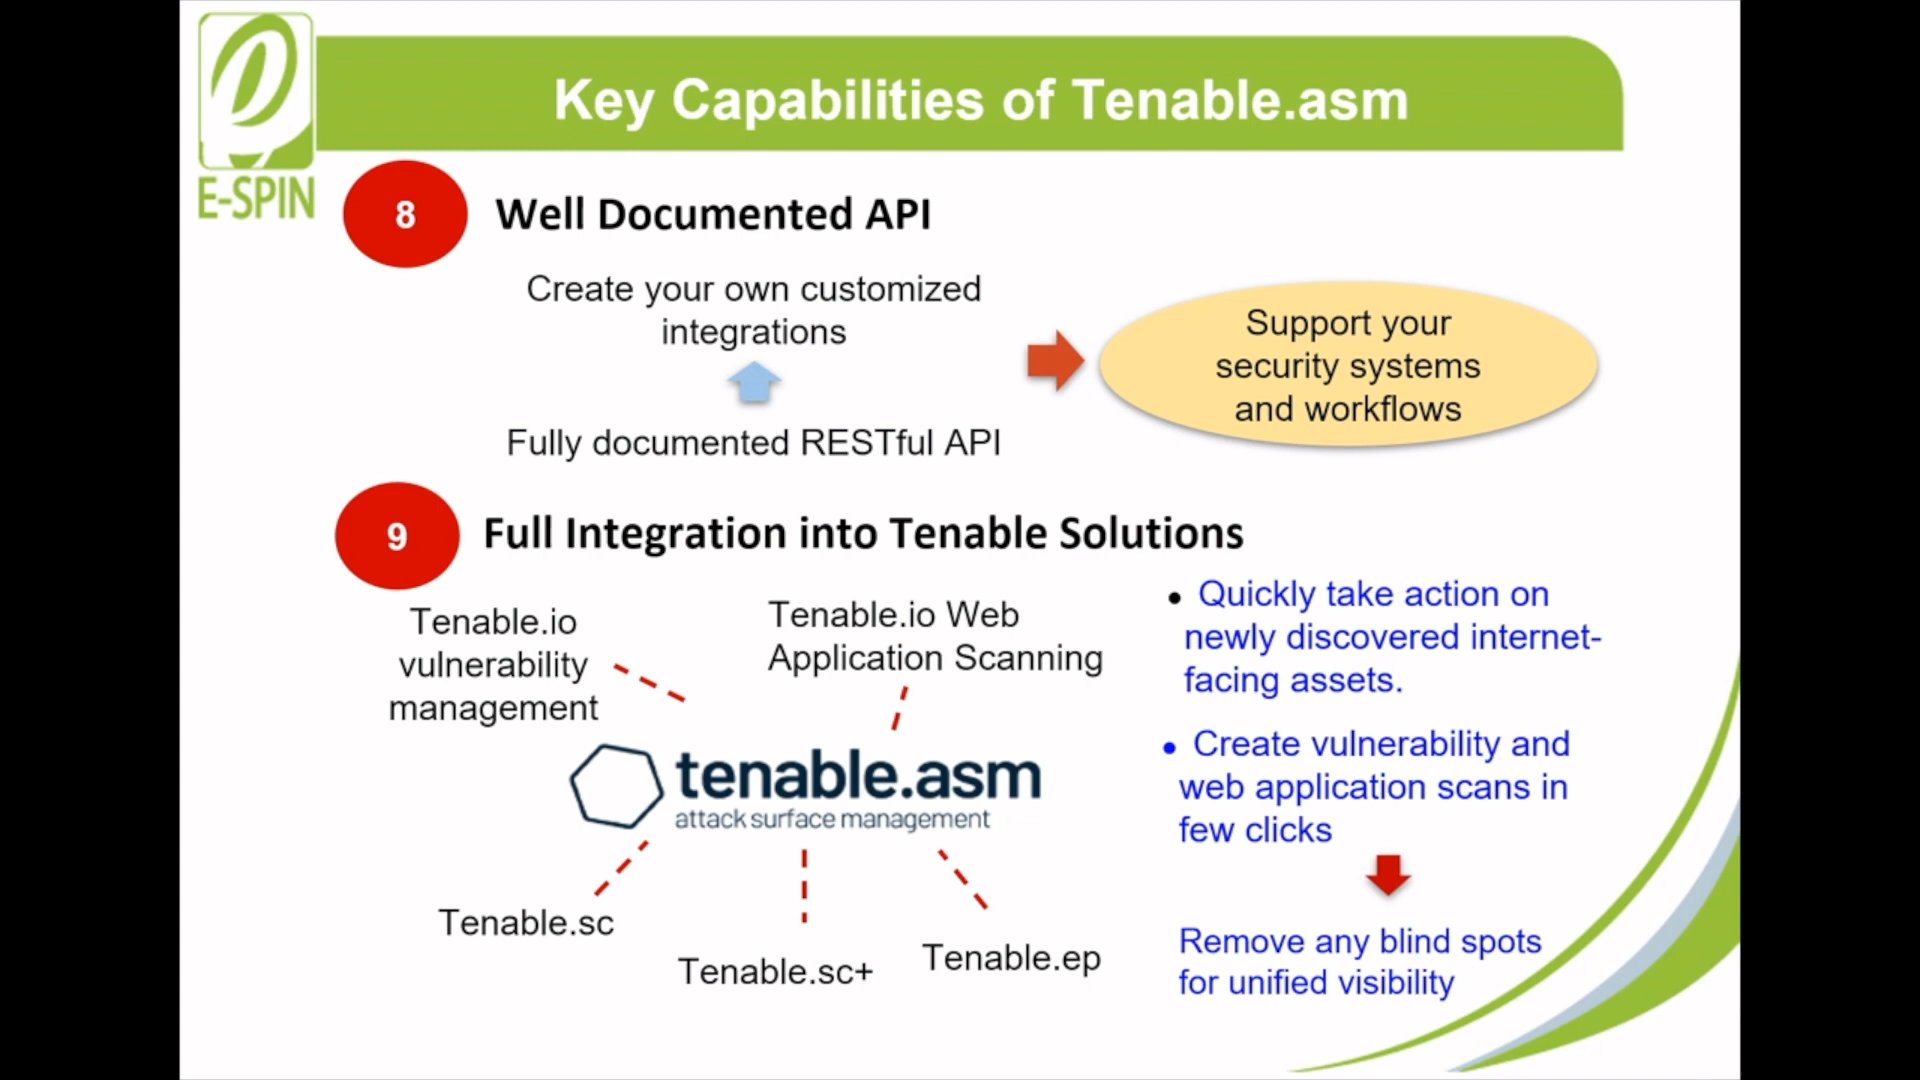 E-SPIN
Key Capabilities of Tenable.asm
8
Well Documented API
Create your own customized
integrations
Fully documented RESTful API
Support your
security systems
and workflows
9
Full Integration into Tenable Solutions
Tenable.io
vulnerability
management
Tenable.io Web
Application Scanning
tenable.asm
attack surface management
Tenable.sc
Tenable.sc+
Tenable.ep
• Quickly take action on
newly discovered internet-
facing assets.
• Create vulnerability and
web application scans in
few clicks
Remove any blind spots
for unified visibility